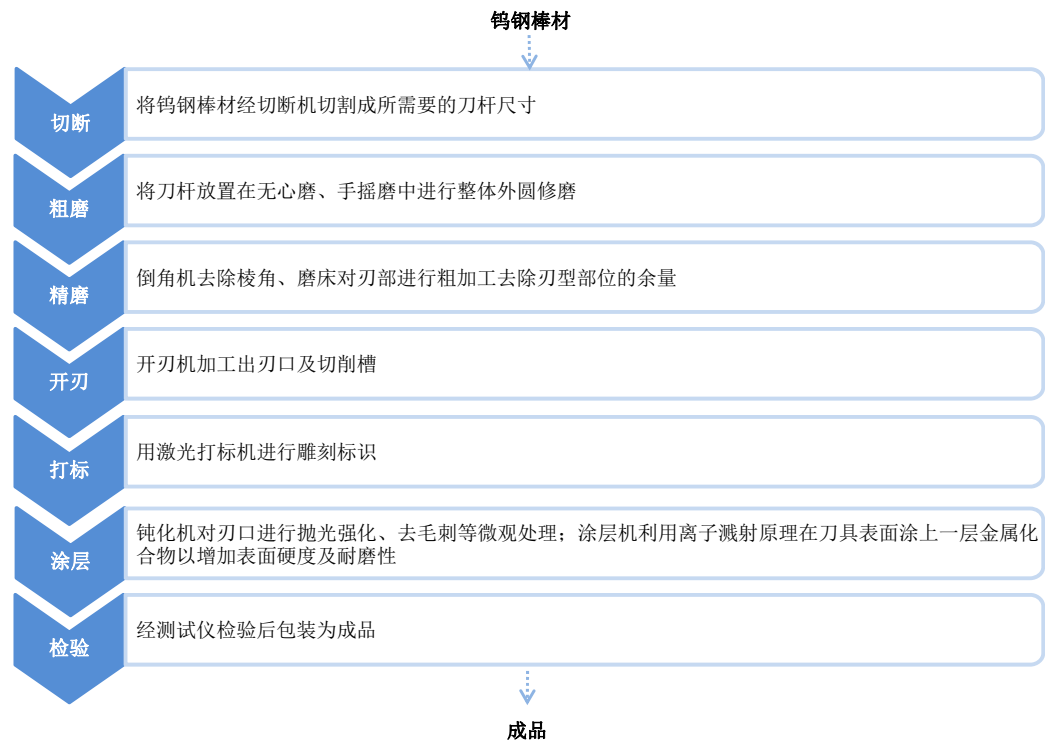 钨钢棒材
切断
将钨钢棒材经切断机切割成所需要的刀杆尺寸
粗磨
将刀杆放置在无心磨、手摇磨中进行整体外圆修磨
精磨
倒角机去除棱角、磨床对刃部进行粗加工去除刃型部位的余量
开刃
开刃机加工出刃口及切削槽
打标
用激光打标机进行雕刻标识
涂层
钝化机对刃口进行抛光强化、去毛刺等微观处理；涂层机利用离子溅射原理在刀具表面涂上一层金属化
合物以增加表面硬度及耐磨性
检验
经测试仪检验后包装为成品
成品